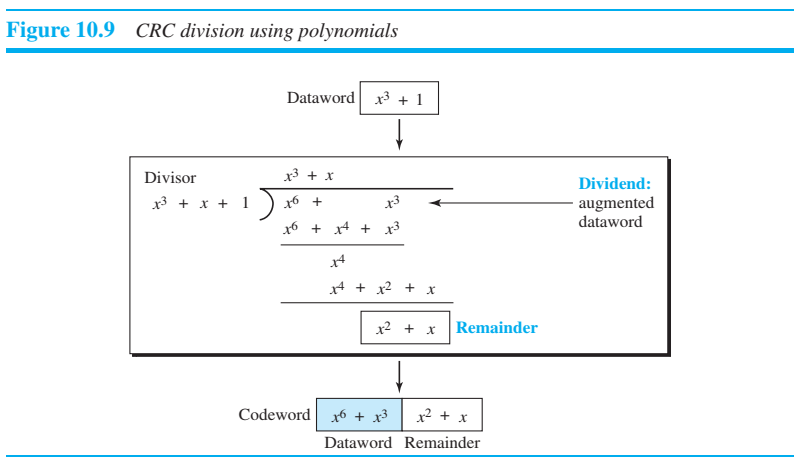 Figure 10.9 CRC division using polynomials
Dataword x³ + 1
Divisor
x³ + x
Dividend:
augmented
dataword
x³ + x + 1
x⁶ + x³
x⁶ + x⁴ + x³
x⁴
x⁴ + x² + x
x² + x Remainder
Codeword x⁶ + x³ x² + x
Dataword Remainder